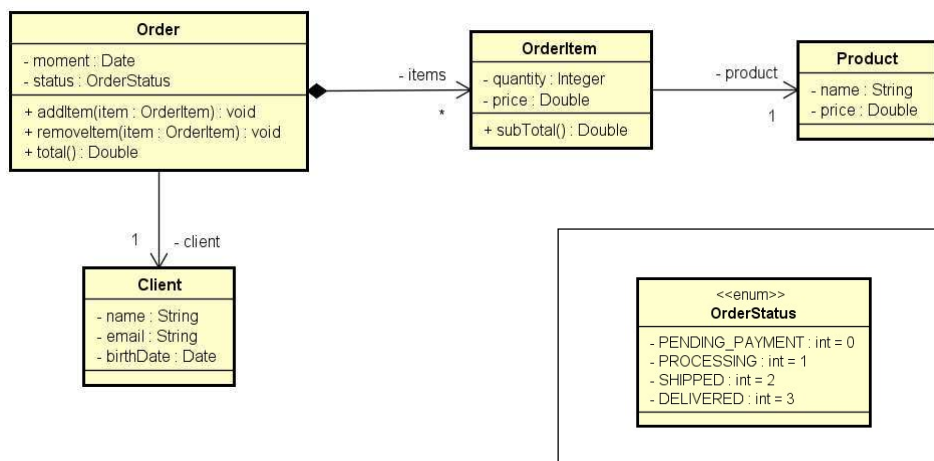 Order
- moment : Date
- status : OrderStatus
+ addItem(item : OrderItem) : void
+ removeItem(item : OrderItem) : void
+ total() : Double
- items
*
OrderItem
- quantity : Integer
- price : Double
+ subTotal() : Double
- product
1
Product
- name : String
- price : Double
1
- client
Client
- name : String
- email : String
- birthDate : Date
<<enum>>
OrderStatus
- PENDING_PAYMENT : int = 0
- PROCESSING : int = 1
- SHIPPED : int = 2
- DELIVERED : int = 3